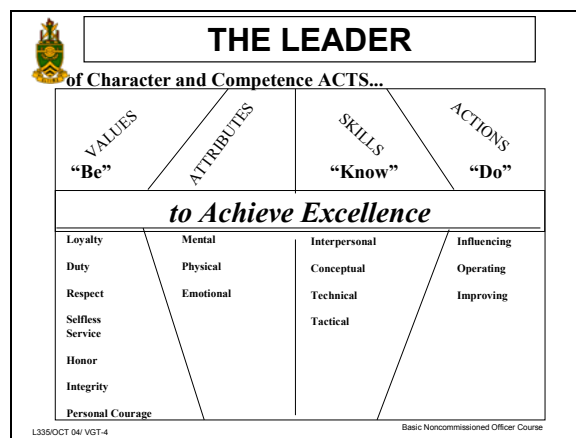 THE LEADER
of Character and Competence ACTS...
VALUES
ATTRIBUTES
SKILLS
ACTIONS
“Be”
“Know”
“Do”
to Achieve Excellence
Loyalty
Duty
Respect
Selfless
Service
Honor
Integrity
Personal Courage
Mental
Physical
Emotional
Interpersonal
Conceptual
Technical
Tactical
Influencing
Operating
Improving
L335/OCT 04/ VGT-4
Basic Noncommissioned Officer Course